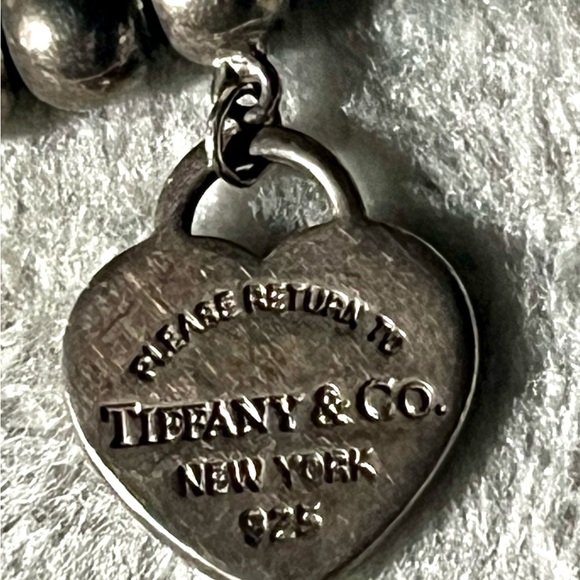 PLEASE RETURN TO
TIFFANY & CO.
NEW YORK
925